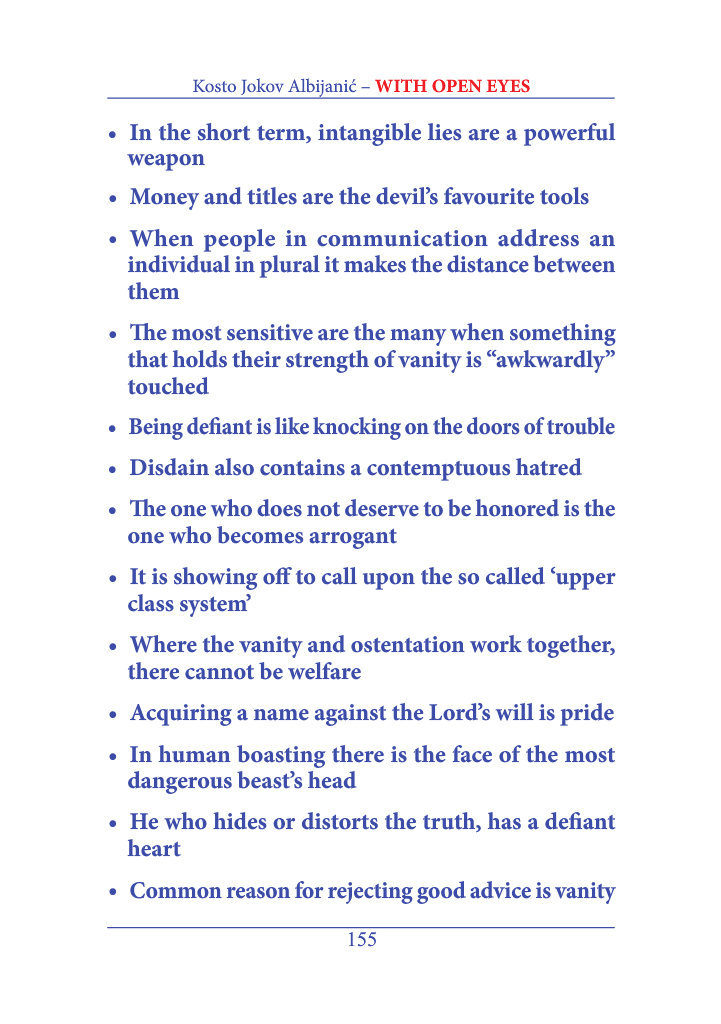 Kosto Jokov Albijanić – WITH OPEN EYES
• In the short term, intangible lies are a powerful
weapon
• Money and titles are the devil’s favourite tools
• When people in communication address an
individual in plural it makes the distance between
them
• The most sensitive are the many when something
that holds their strength of vanity is “awkwardly”
touched
• Being defiant is like knocking on the doors of trouble
• Disdain also contains a contemptuous hatred
• The one who does not deserve to be honored is the
one who becomes arrogant
• It is showing off to call upon the so called ‘upper
class system’
• Where the vanity and ostentation work together,
there cannot be welfare
• Acquiring a name against the Lord’s will is pride
• In human boasting there is the face of the most
dangerous beast’s head
• He who hides or distorts the truth, has a defiant
heart
• Common reason for rejecting good advice is vanity
155